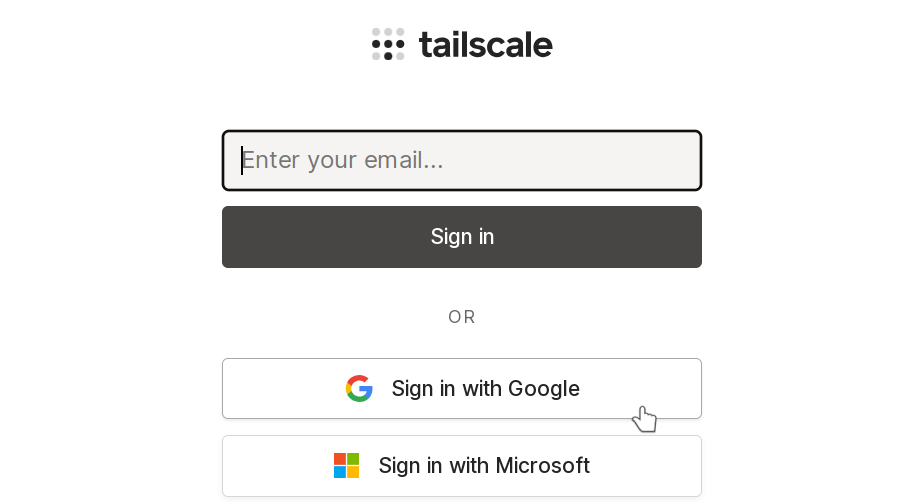 tailscale
Enter your email...
Sign in
OR
Sign in with Google
Sign in with Microsoft